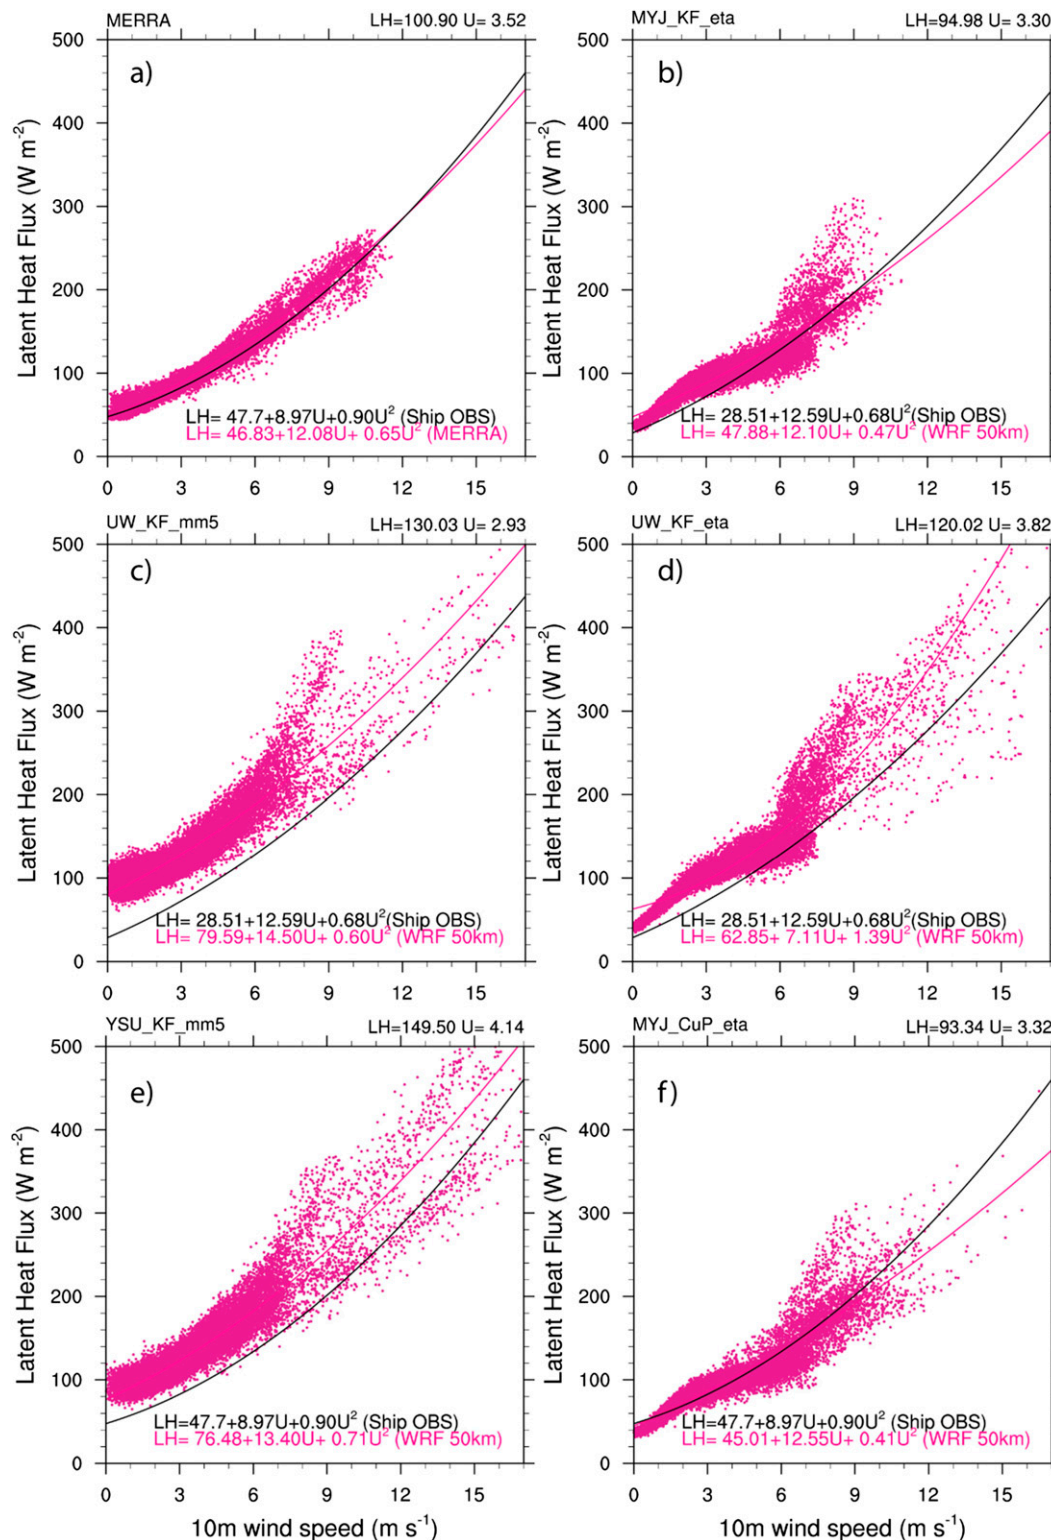 MERRA LH=100.90 U= 3.52
a)
500
400
300
200
100
0
0 3 6 9 12 15
Latent Heat Flux (W m⁻²)
LH= 47.7+8.97U+0.90U² (Ship OBS)
LH= 46.83+12.08U+ 0.65U² (MERRA)
MYJ_KF_eta LH=94.98 U= 3.30
b)
500
400
300
200
100
0
0 3 6 9 12 15
Latent Heat Flux (W m⁻²)
LH= 28.51+12.59U+0.68U² (Ship OBS)
LH= 47.88+12.10U+ 0.47U² (WRF 50km)
UW_KF_mm5 LH=130.03 U= 2.93
c)
500
400
300
200
100
0
0 3 6 9 12 15
Latent Heat Flux (W m⁻²)
LH= 28.51+12.59U+0.68U²(Ship OBS)
LH= 79.59+14.50U+ 0.60U² (WRF 50km)
UW_KF_eta LH=120.02 U= 3.82
d)
500
400
300
200
100
0
0 3 6 9 12 15
Latent Heat Flux (W m⁻²)
LH= 28.51+12.59U+0.68U²(Ship OBS)
LH= 62.85+ 7.11U+ 1.39U² (WRF 50km)
YSU_KF_mm5 LH=149.50 U= 4.14
e)
500
400
300
200
100
0
0 3 6 9 12 15
Latent Heat Flux (W m⁻²)
LH=47.7+8.97U+0.90U² (Ship OBS)
LH= 76.48+13.40U+ 0.71U² (WRF 50km)
10m wind speed (m s⁻¹)
MYJ_CuP_eta LH=93.34 U= 3.32
f)
500
400
300
200
100
0
0 3 6 9 12 15
Latent Heat Flux (W m⁻²)
LH=47.7+8.97U+0.90U² (Ship OBS)
LH= 45.01+12.55U+ 0.41U² (WRF 50km)
10m wind speed (m s⁻¹)